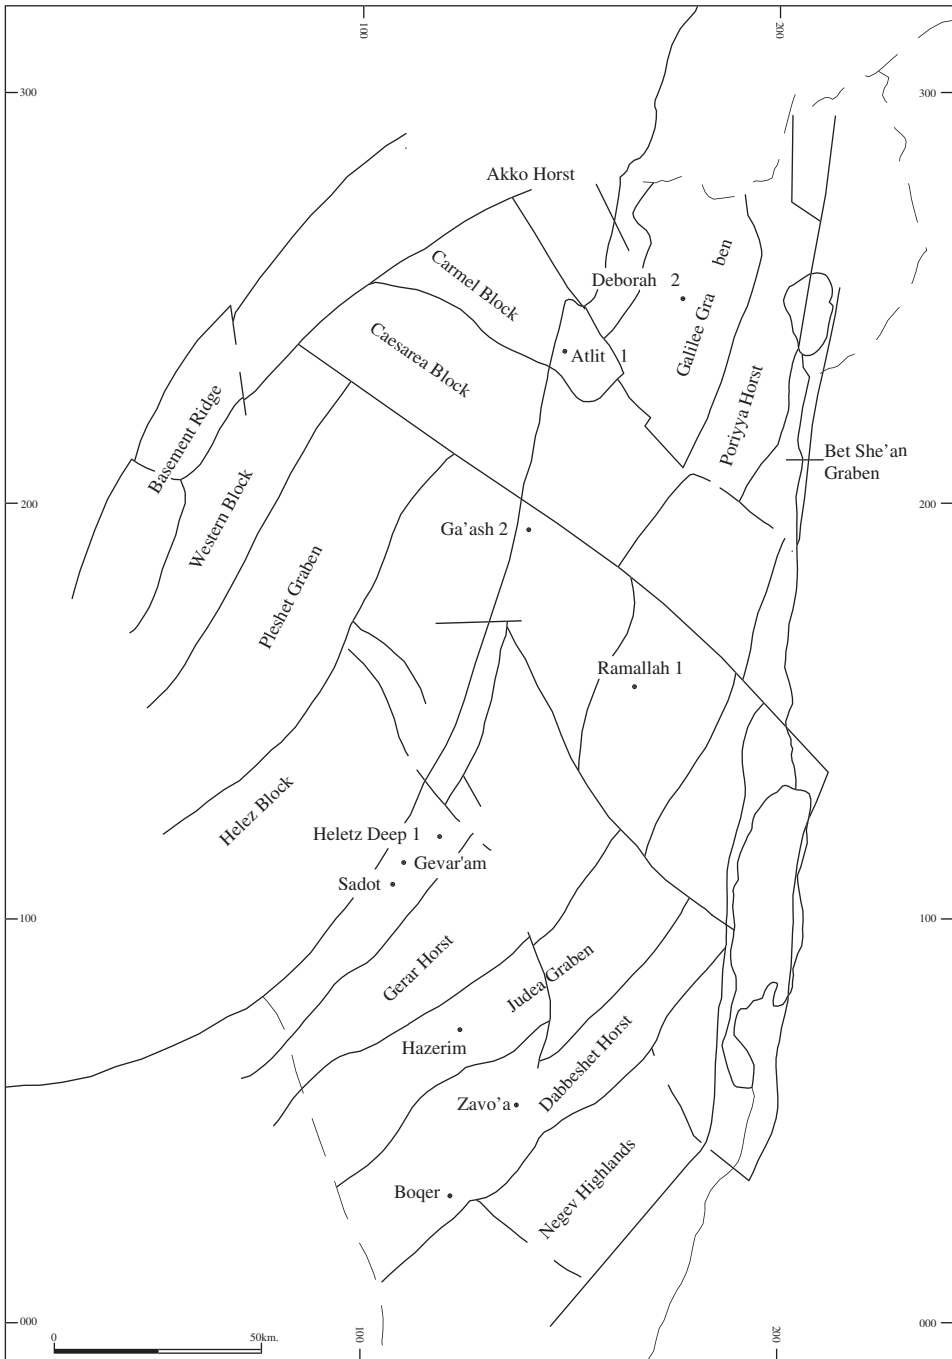 100
200
300
300
Akko Horst
Carmel Block
Deborah 2
Galilee Gra ben
Caesarea Block
Atlit 1
Poriyya Horst
Basement Ridge
Bet She'an
Graben
Western Block
200
200
Ga'ash 2
Pleshet Graben
Ramallah 1
Helez Block
Heletz Deep 1
Gevar'am
Sadot
100
100
Gerar Horst
Judea Graben
Hazerim
Dabbeshet Horst
Zavo'a
Boqer
Negev Highlands
000
000
0
50km.
100
200